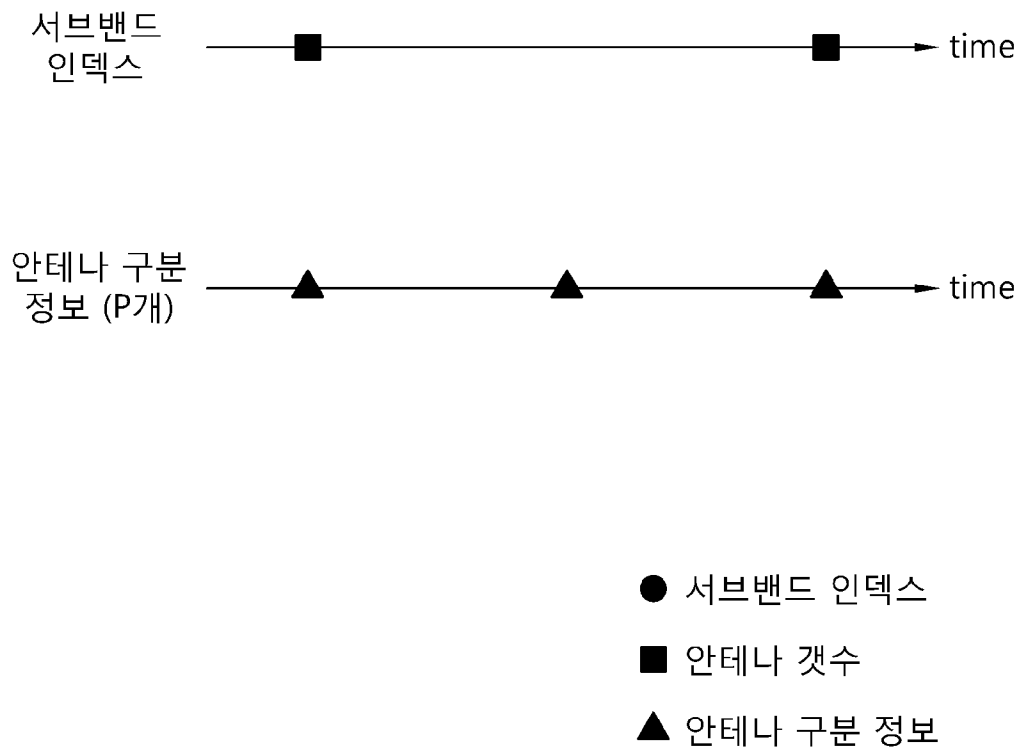 서브밴드
인덱스
time
안테나 구분
정보 (P개)
time
서브밴드 인덱스
안테나 갯수
안테나 구분 정보